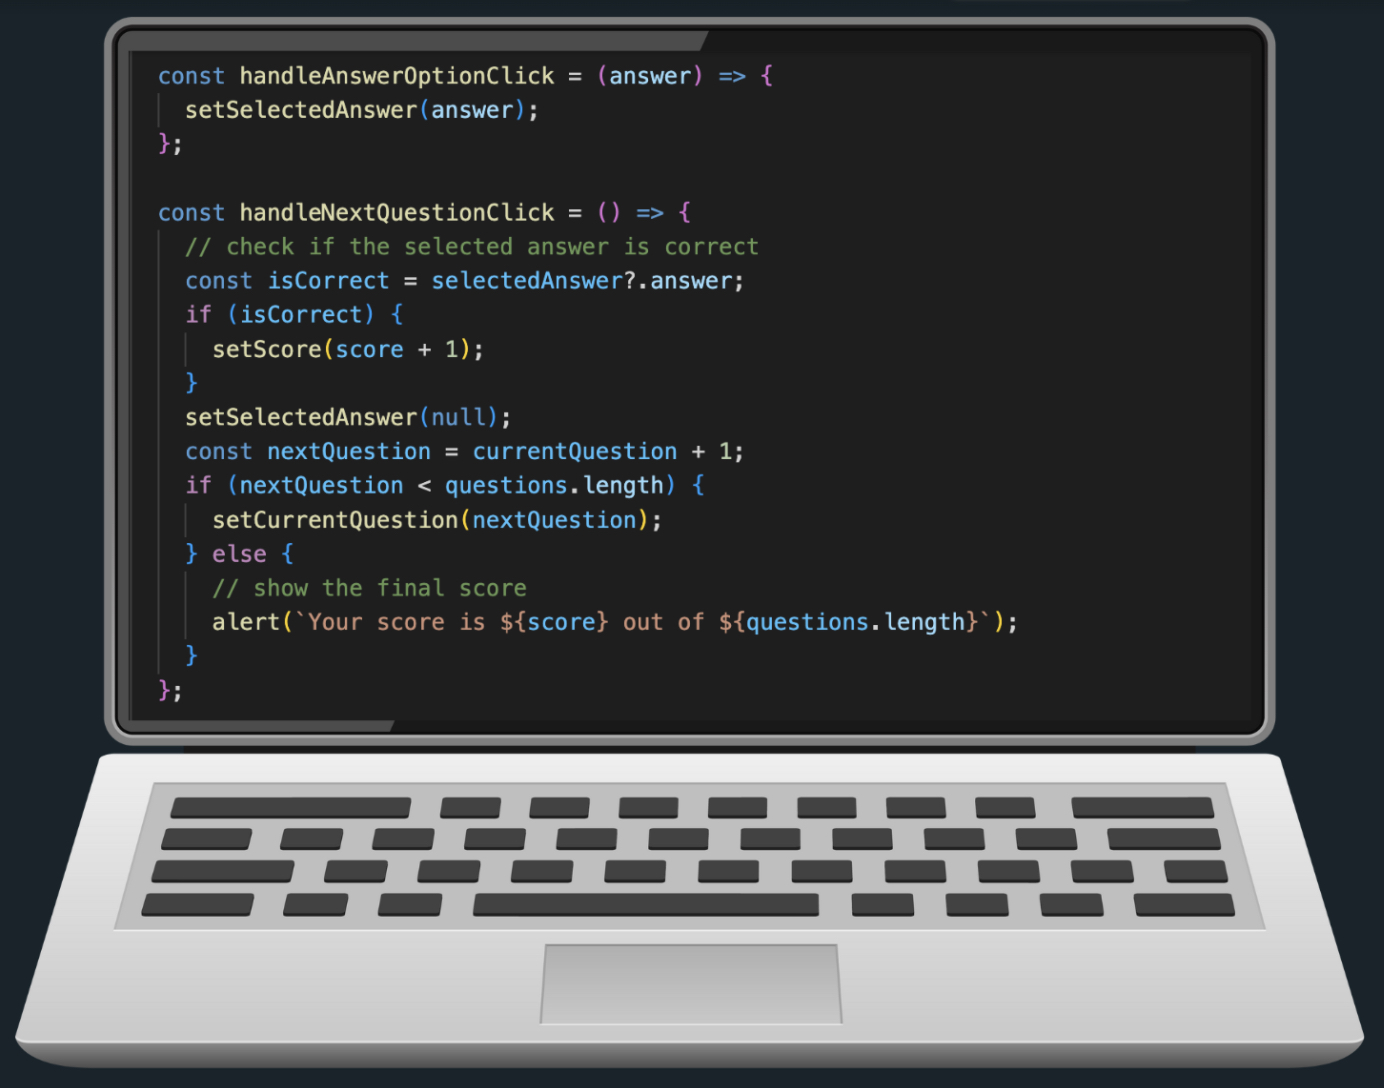 const handleAnswerOptionClick = (answer) => {
  setSelectedAnswer(answer);
};

const handleNextQuestionClick = () => {
  // check if the selected answer is correct
  const isCorrect = selectedAnswer?.answer;
  if (isCorrect) {
    setScore(score + 1);
  }
  setSelectedAnswer(null);
  const nextQuestion = currentQuestion + 1;
  if (nextQuestion < questions.length) {
    setCurrentQuestion(nextQuestion);
  } else {
    // show the final score
    alert(`Your score is ${score} out of ${questions.length}`);
  }
};